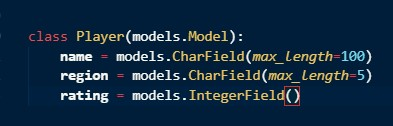 class Player(models.Model):
    name = models.CharField(max_length=100)
    region = models.CharField(max_length=5)
    rating = models.IntegerField()